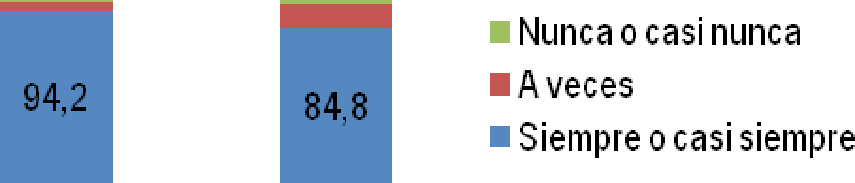 Nunca o casi nunca
A veces
Siempre o casi siempre
94,2
84,8